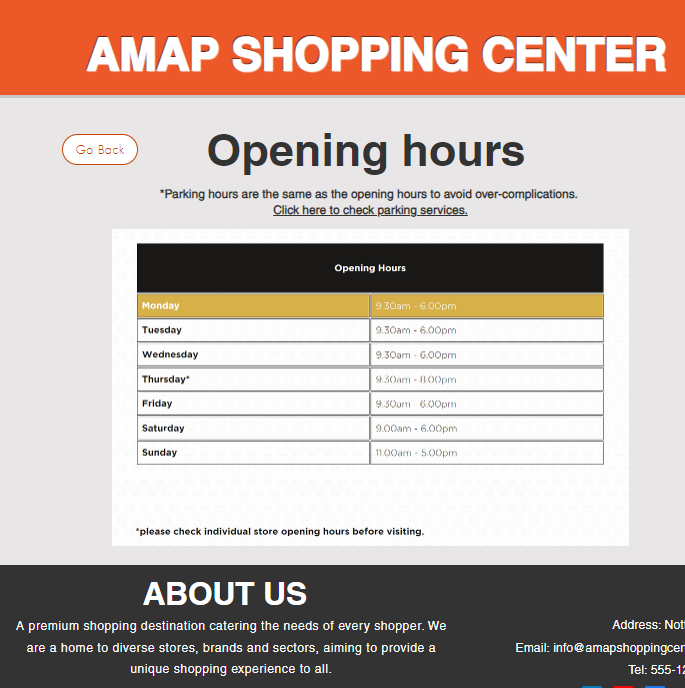 AMAP SHOPPING CENTER
Go Back
Opening hours
*Parking hours are the same as the opening hours to avoid over-complications.
Click here to check parking services.
Opening Hours
Monday 9.30am - 6.00pm
Tuesday 9.30am - 6.00pm
Wednesday 9.30am - 6.00pm
Thursday* 9.30am - 8.00pm
Friday 9.30am - 6.00pm
Saturday 9.00am - 6.00pm
Sunday 11.00am - 5.00pm
*please check individual store opening hours before visiting.
ABOUT US
A premium shopping destination catering the needs of every shopper. We
are a home to diverse stores, brands and sectors, aiming to provide a
unique shopping experience to all.
Address:
Email: info@amapshoppingcen
Tel: 555-12